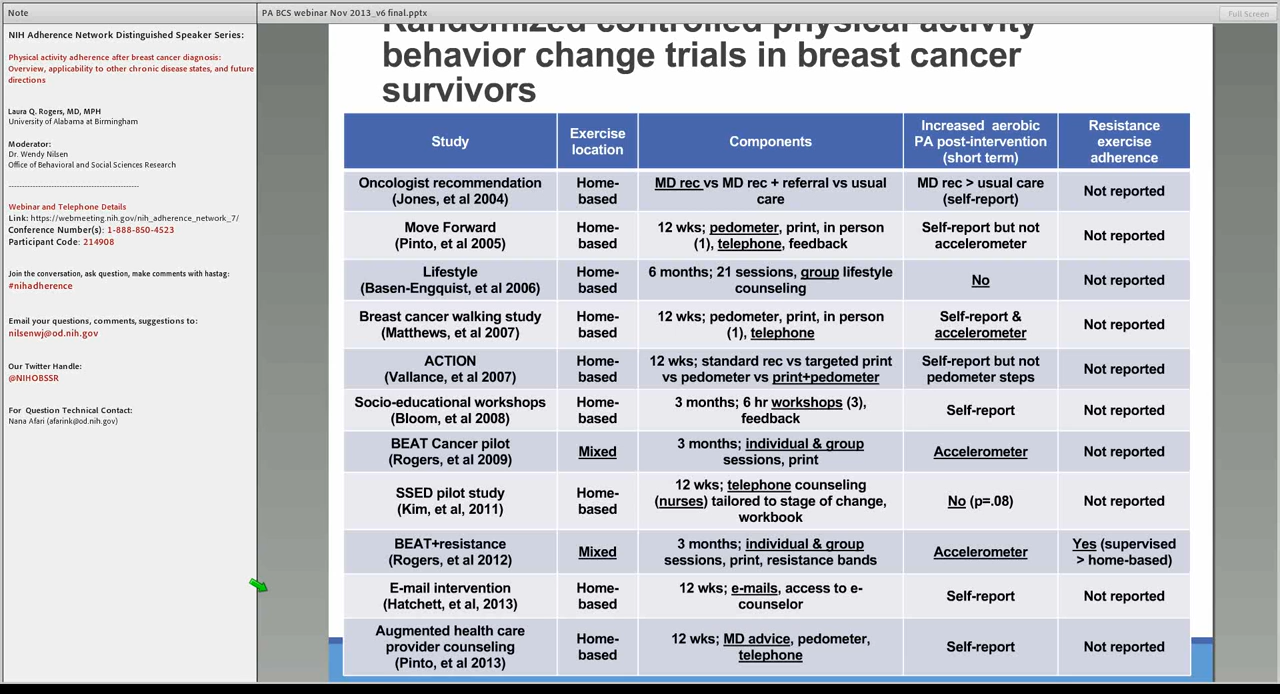 Note
NIH Adherence Network Distinguished Speaker Series:
Physical activity adherence after breast cancer diagnosis:
Overview, applicability to other chronic disease states, and future
directions
Laura Q. Rogers, MD, MPH
University of Alabama at Birmingham
Moderator:
Dr. Wendy Nilsen
Office of Behavioral and Social Sciences Research
------------------------------------------------
Webinar and Telephone Details
Link: https://webmeeting.nih.gov/nih_adherence_network_7/
Conference Number(s): 1-888-850-4523
Participant Code: 214908
Join the conversation, ask question, make comments with hastag:
#nihadherence
Email your questions, comments, suggestions to:
nilsenwj@od.nih.gov
Our Twitter Handle:
@NIHOBSSR
For Question Technical Contact:
Nana Afari (afarink@od.nih.gov)
PA BCS webinar Nov 2013_v6 final.pptx
Full Screen
Randomized controlled physical activity
behavior change trials in breast cancer
survivors
Study
Exercise
location
Components
Increased aerobic
PA post-intervention
(short term)
Resistance
exercise
adherence
Oncologist recommendation
(Jones, et al 2004)
Home-
based
MD rec vs MD rec + referral vs usual
care
MD rec > usual care
(self-report)
Not reported
Move Forward
(Pinto, et al 2005)
Home-
based
12 wks; pedometer, print, in person
(1), telephone, feedback
Self-report but not
accelerometer
Not reported
Lifestyle
(Basen-Engquist, et al 2006)
Home-
based
6 months; 21 sessions, group lifestyle
counseling
No
Not reported
Breast cancer walking study
(Matthews, et al 2007)
Home-
based
12 wks; pedometer, print, in person
(1), telephone
Self-report &
accelerometer
Not reported
ACTION
(Vallance, et al 2007)
Home-
based
12 wks; standard rec vs targeted print
vs pedometer vs print+pedometer
Self-report but not
pedometer steps
Not reported
Socio-educational workshops
(Bloom, et al 2008)
Home-
based
3 months; 6 hr workshops (3),
feedback
Self-report
Not reported
BEAT Cancer pilot
(Rogers, et al 2009)
Mixed
3 months; individual & group
sessions, print
Accelerometer
Not reported
SSED pilot study
(Kim, et al, 2011)
Home-
based
12 wks; telephone counseling
(nurses) tailored to stage of change,
workbook
No (p=.08)
Not reported
BEAT+resistance
(Rogers, et al 2012)
Mixed
3 months; individual & group
sessions, print, resistance bands
Accelerometer
Yes (supervised
> home-based)
E-mail intervention
(Hatchett, et al, 2013)
Home-
based
12 wks; e-mails, access to e-
counselor
Self-report
Not reported
Augmented health care
provider counseling
(Pinto, et al 2013)
Home-
based
12 wks; MD advice, pedometer,
telephone
Self-report
Not reported